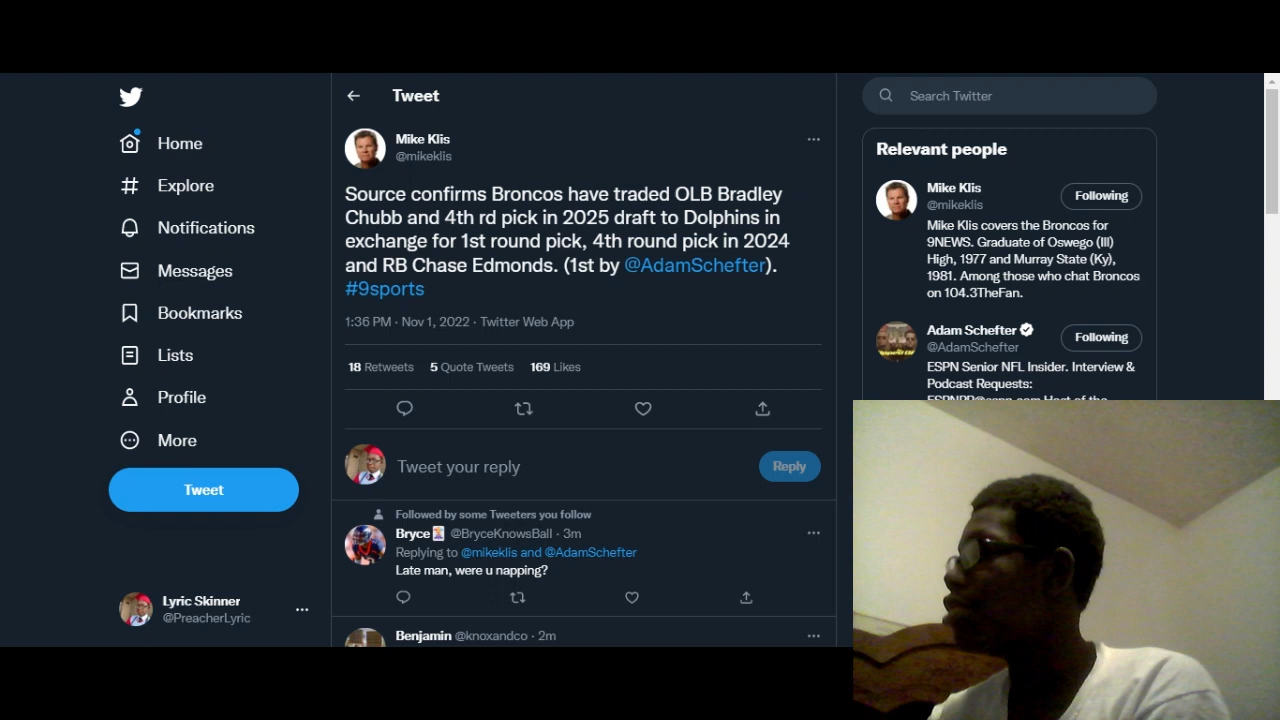 Home
Explore
Notifications
Messages
Bookmarks
Lists
Profile
More
Tweet
Lyric Skinner
@PreacherLyric
Tweet
Mike Klis
@mikeklis
Source confirms Broncos have traded OLB Bradley
Chubb and 4th rd pick in 2025 draft to Dolphins in
exchange for 1st round pick, 4th round pick in 2024
and RB Chase Edmonds. (1st by @AdamSchefter).
#9sports
1:36 PM · Nov 1, 2022 · Twitter Web App
18 Retweets 5 Quote Tweets 169 Likes
Tweet your reply
Reply
Followed by some Tweeters you follow
Bryce @BryceKnowsBall · 3m
Replying to @mikeklis and @AdamSchefter
Late man, were u napping?
Benjamin @knoxandco · 2m
Search Twitter
Relevant people
Mike Klis
@mikeklis
Following
Mike Klis covers the Broncos for
9NEWS. Graduate of Oswego (Ill)
High, 1977 and Murray State (Ky),
1981. Among those who chat Broncos
on 104.3TheFan.
Adam Schefter
@AdamSchefter
Following
ESPN Senior NFL Insider. Interview &
Podcast Requests: